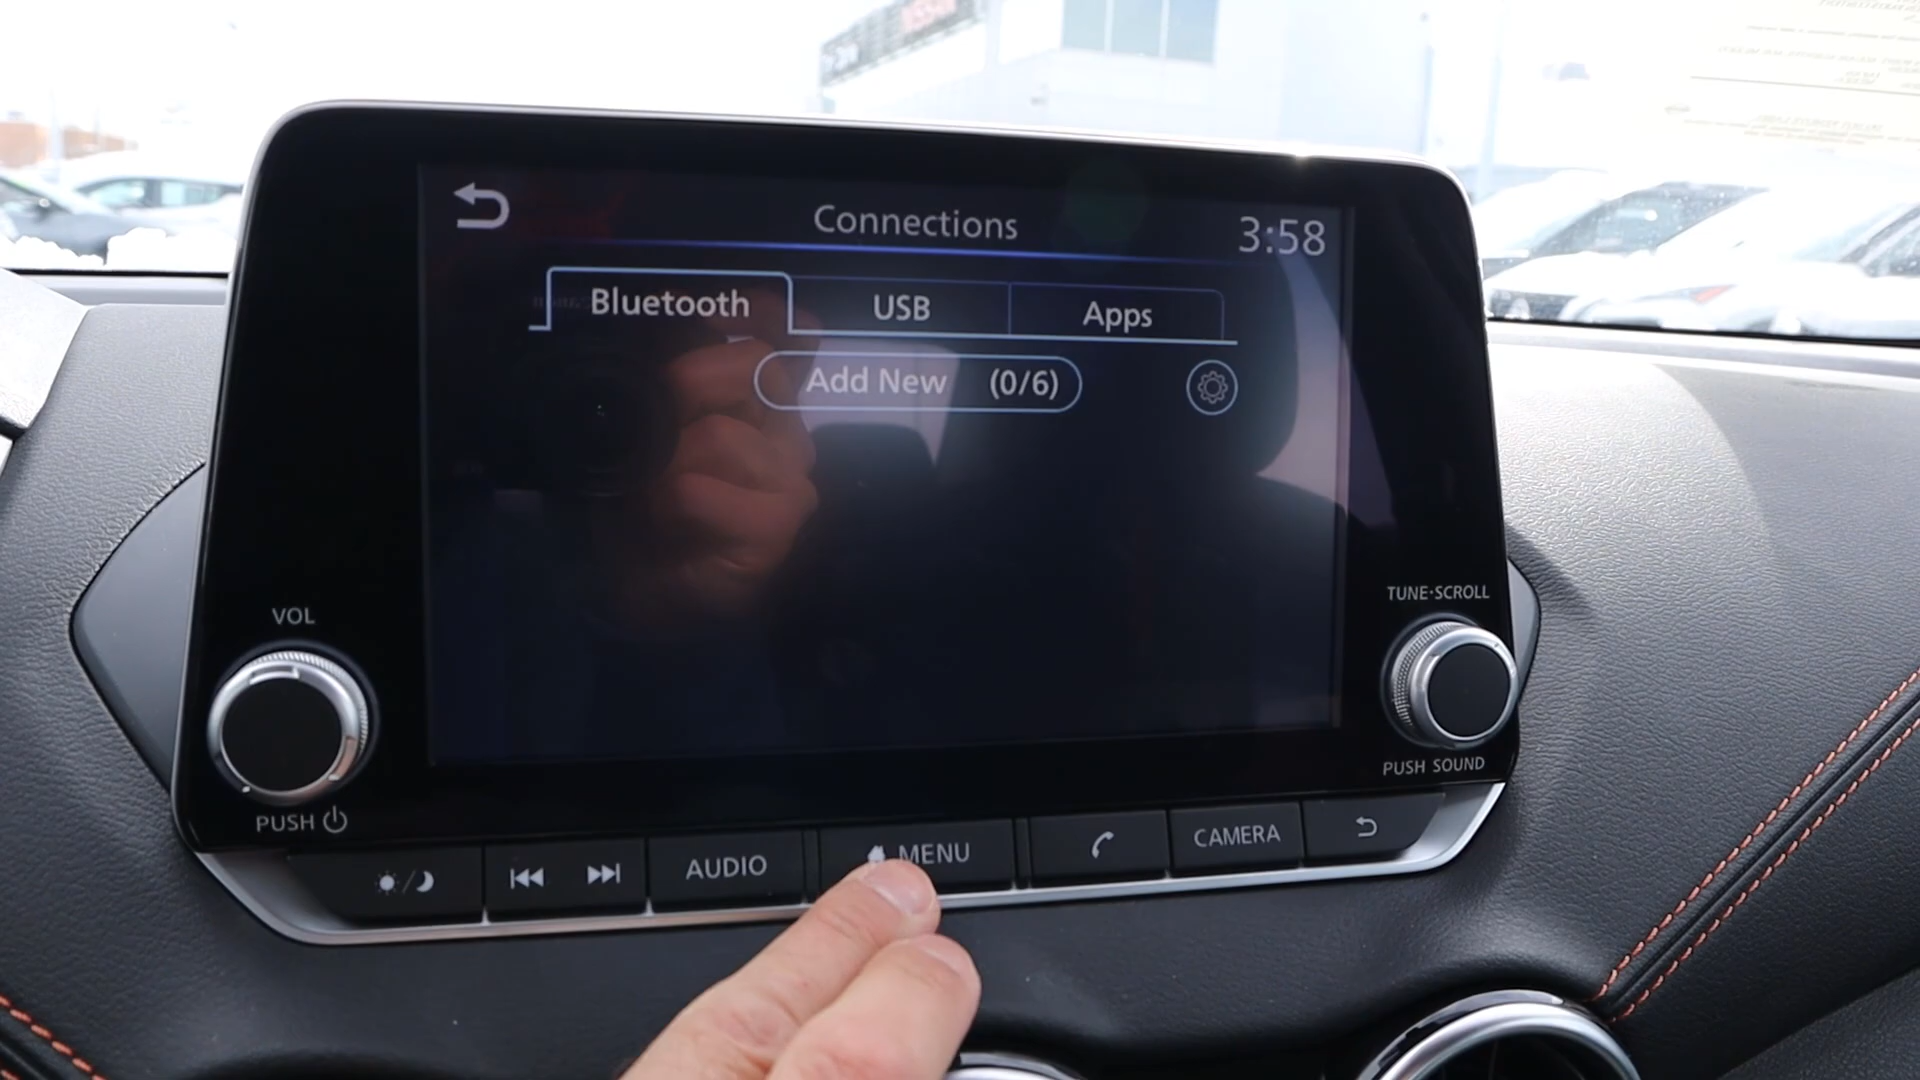 Connections
3:58
Bluetooth
USB
Apps
Add New (0/6)
VOL
PUSH
TUNE·SCROLL
PUSH SOUND
AUDIO
MENU
CAMERA